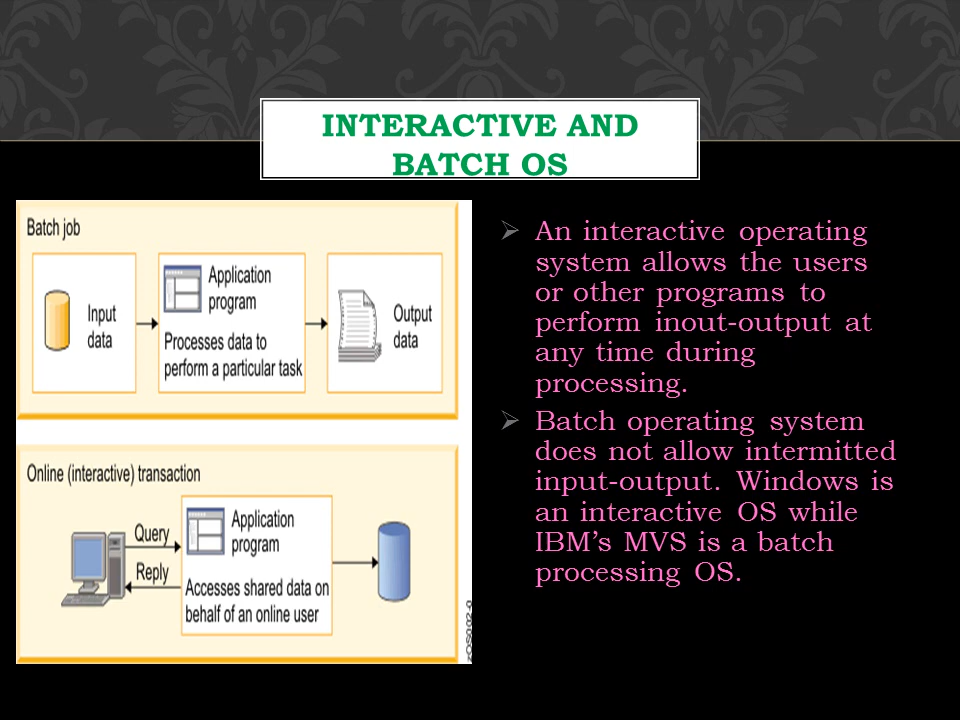 INTERACTIVE AND
BATCH OS
Batch job
Input
data
Application
program
Processes data to
perform a particular task
Output
data
Online (interactive) transaction
Query
Reply
Application
program
Accesses shared data on
behalf of an online user
zOS002-0
➢ An interactive operating
system allows the users
or other programs to
perform inout-output at
any time during
processing.
➢ Batch operating system
does not allow intermitted
input-output. Windows is
an interactive OS while
IBM’s MVS is a batch
processing OS.